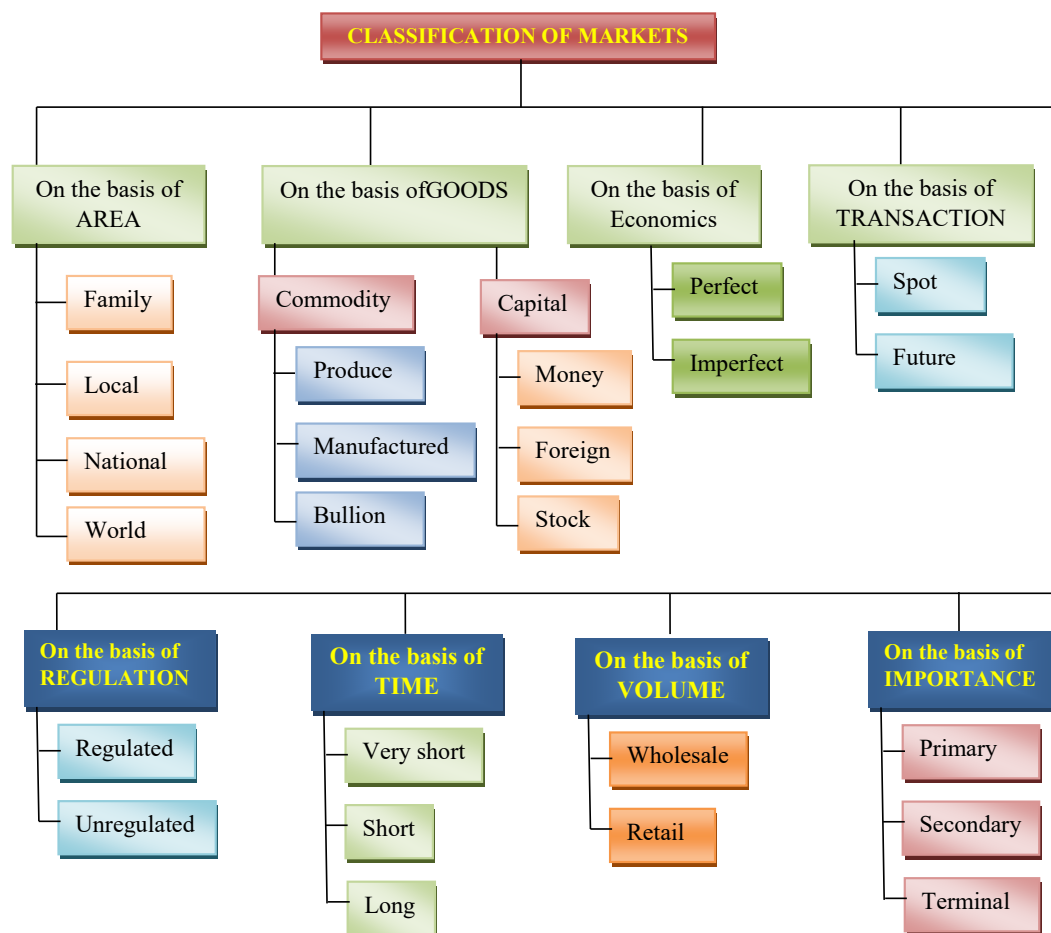 CLASSIFICATION OF MARKETS
On the basis of
AREA
Family
Local
National
World
On the basis ofGOODS
Commodity
Produce
Manufactured
Bullion
Capital
Money
Foreign
Stock
On the basis of
Economics
Perfect
Imperfect
On the basis of
TRANSACTION
Spot
Future
On the basis of
REGULATION
Regulated
Unregulated
On the basis of
TIME
Very short
Short
Long
On the basis of
VOLUME
Wholesale
Retail
On the basis of
IMPORTANCE
Primary
Secondary
Terminal